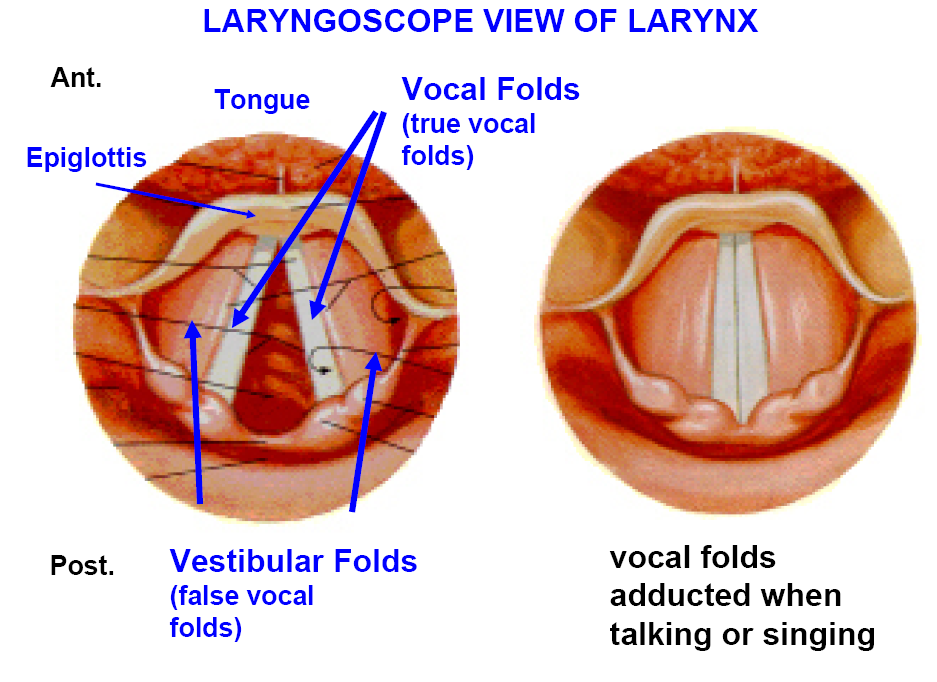 LARYNGOSCOPE VIEW OF LARYNX
Ant.
Tongue
Vocal Folds
(true vocal
folds)
Epiglottis
Post.
Vestibular Folds
(false vocal
folds)
vocal folds
adducted when
talking or singing